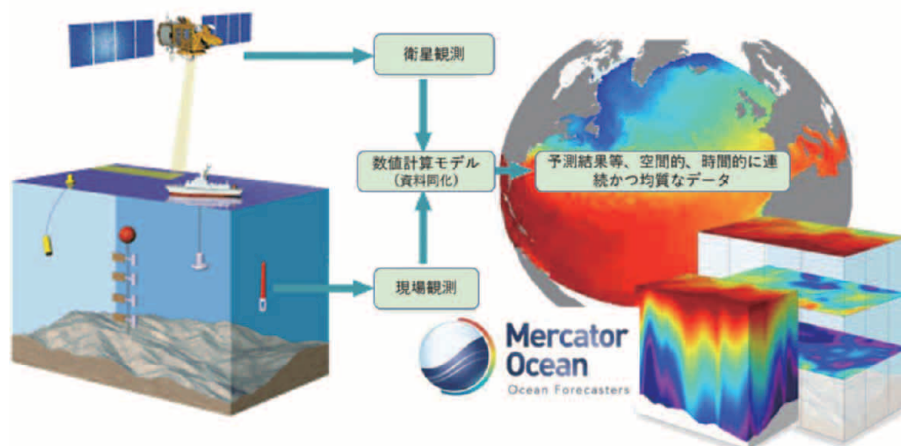 衛星観測
数値計算モデル
(資料同化)
予測結果等、空間的、時間的に連
続かつ均質なデータ
現場観測
Mercator
Ocean
Ocean Forecasters